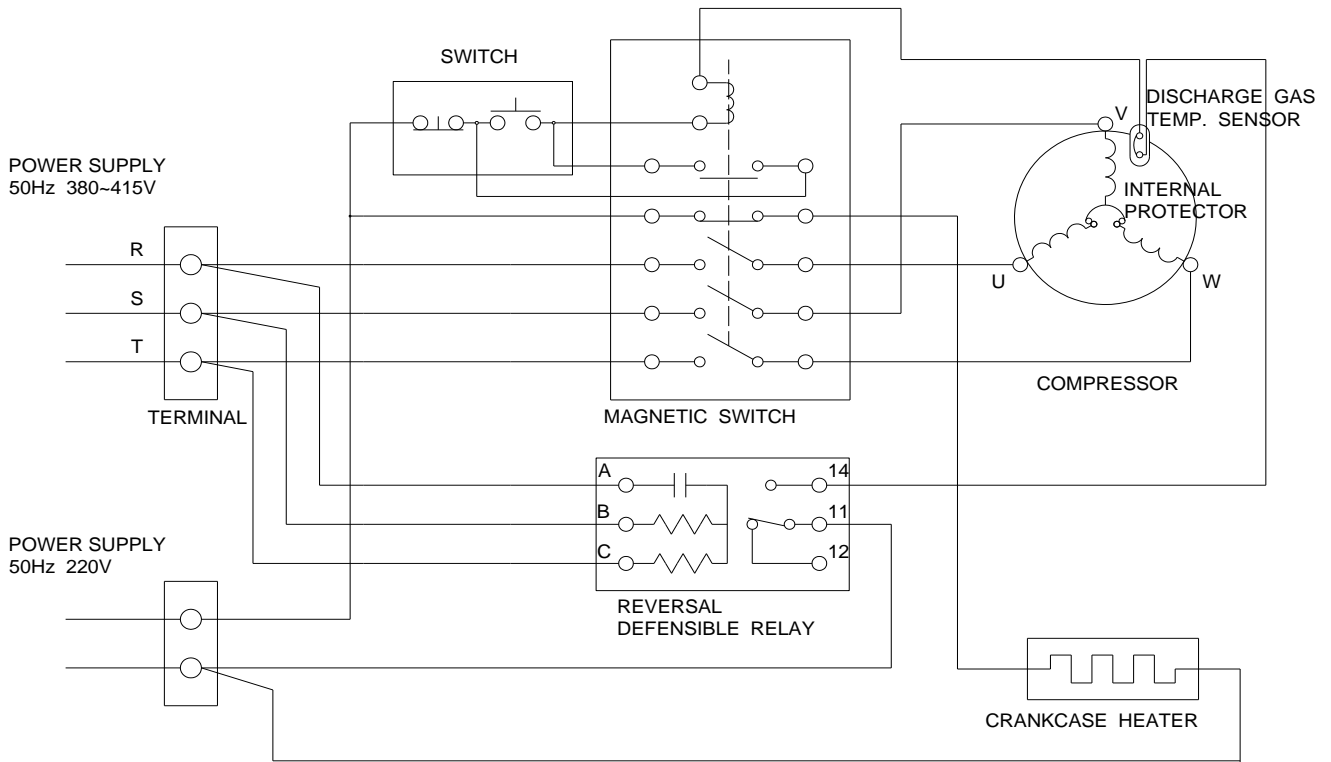 SWITCH
DISCHARGE GAS
TEMP. SENSOR
V
POWER SUPPLY
50Hz 380~415V
INTERNAL
PROTECTOR
R
U
W
S
T
COMPRESSOR
TERMINAL
MAGNETIC SWITCH
A
14
B
11
C
12
POWER SUPPLY
50Hz 220V
REVERSAL
DEFENSIBLE RELAY
CRANKCASE HEATER